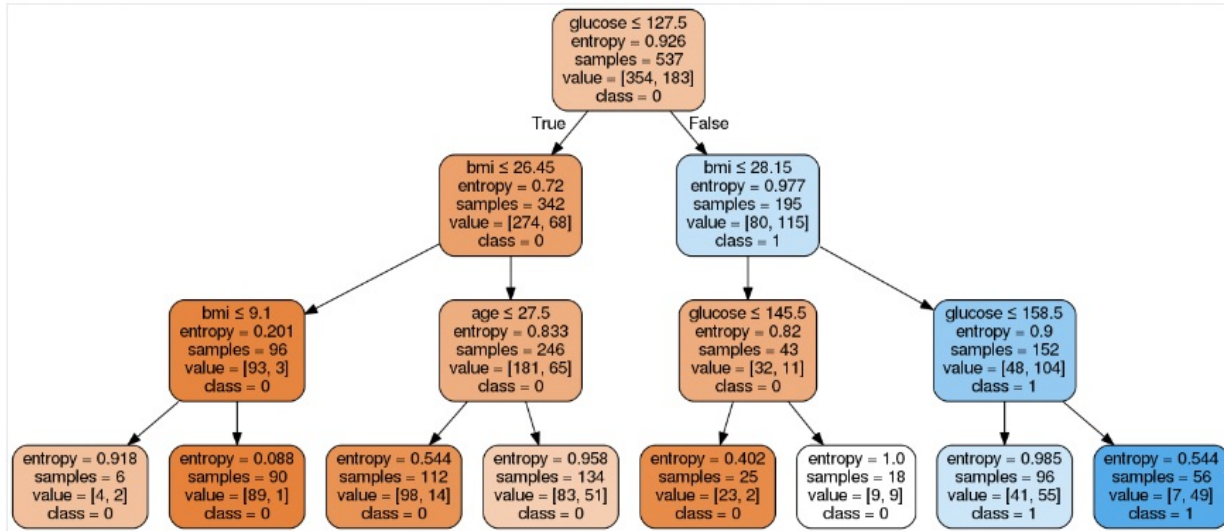 glucose ≤ 127.5
entropy = 0.926
samples = 537
value = [354, 183]
class = 0
True
False
bmi ≤ 26.45
entropy = 0.72
samples = 342
value = [274, 68]
class = 0
bmi ≤ 28.15
entropy = 0.977
samples = 195
value = [80, 115]
class = 1
bmi ≤ 9.1
entropy = 0.201
samples = 96
value = [93, 3]
class = 0
age ≤ 27.5
entropy = 0.833
samples = 246
value = [181, 65]
class = 0
glucose ≤ 145.5
entropy = 0.82
samples = 43
value = [32, 11]
class = 0
glucose ≤ 158.5
entropy = 0.9
samples = 152
value = [48, 104]
class = 1
entropy = 0.918
samples = 6
value = [4, 2]
class = 0
entropy = 0.088
samples = 90
value = [89, 1]
class = 0
entropy = 0.544
samples = 112
value = [98, 14]
class = 0
entropy = 0.958
samples = 134
value = [83, 51]
class = 0
entropy = 0.402
samples = 25
value = [23, 2]
class = 0
entropy = 1.0
samples = 18
value = [9, 9]
class = 0
entropy = 0.985
samples = 96
value = [41, 55]
class = 1
entropy = 0.544
samples = 56
value = [7, 49]
class = 1